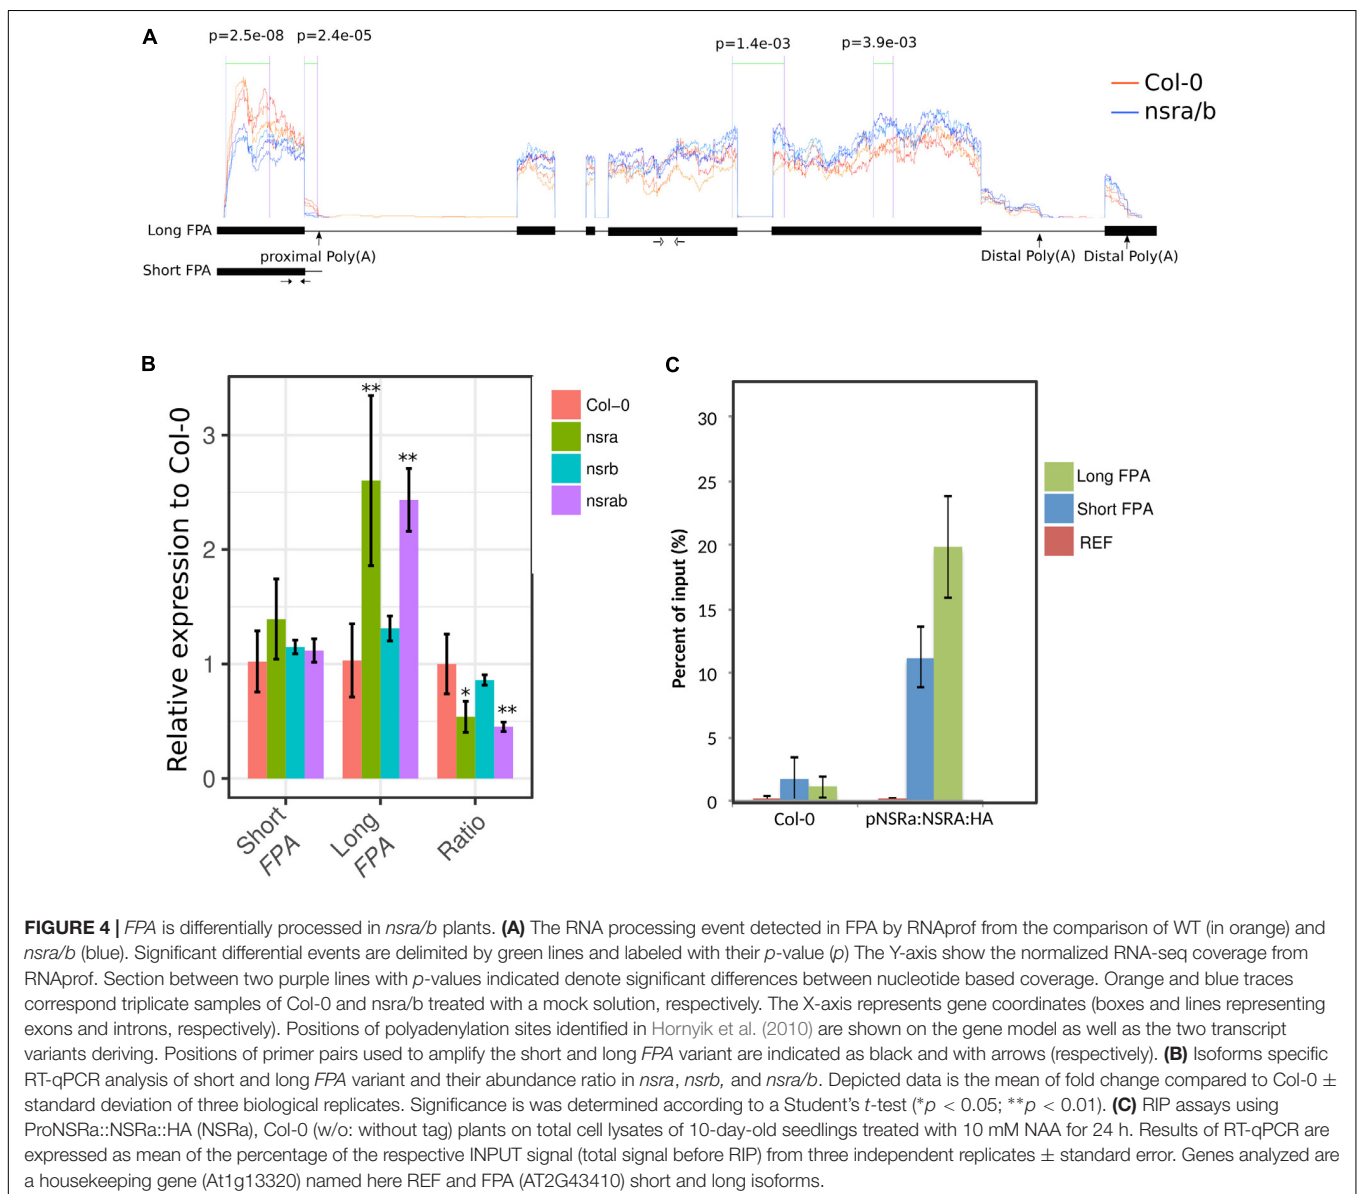 A
p=2.5e-08
p=2.4e-05
p=1.4e-03
p=3.9e-03
Col-0
nsra/b
Long FPA
proximal Poly(A)
Distal Poly(A)
Distal Poly(A)
Short FPA
B
Relative expression to Col-0
3
2
1
0
**
**
*
**
Short FPA
Long FPA
Ratio
Col-0
nsra
nsrb
nsrab
C
Percent of input (%)
30
25
20
15
10
5
0
Col-0
pNSRa:NSRA:HA
Long FPA
Short FPA
REF
FIGURE 4 | FPA is differentially processed in nsra/b plants. (A) The RNA processing event detected in FPA by RNAprof from the comparison of WT (in orange) and
nsra/b (blue). Significant differential events are delimited by green lines and labeled with their p-value (p) The Y-axis show the normalized RNA-seq coverage from
RNAprof. Section between two purple lines with p-values indicated denote significant differences between nucleotide based coverage. Orange and blue traces
correspond triplicate samples of Col-0 and nsra/b treated with a mock solution, respectively. The X-axis represents gene coordinates (boxes and lines representing
exons and introns, respectively). Positions of polyadenylation sites identified in Hornyik et al. (2010) are shown on the gene model as well as the two transcript
variants deriving. Positions of primer pairs used to amplify the short and long FPA variant are indicated as black and with arrows (respectively). (B) Isoforms specific
RT-qPCR analysis of short and long FPA variant and their abundance ratio in nsra, nsrb, and nsra/b. Depicted data is the mean of fold change compared to Col-0 ±
standard deviation of three biological replicates. Significance is was determined according to a Student's t-test (*p < 0.05; **p < 0.01). (C) RIP assays using
ProNSRa::NSRa::HA (NSRa), Col-0 (w/o: without tag) plants on total cell lysates of 10-day-old seedlings treated with 10 mM NAA for 24 h. Results of RT-qPCR are
expressed as mean of the percentage of the respective INPUT signal (total signal before RIP) from three independent replicates ± standard error. Genes analyzed are
a housekeeping gene (At1g13320) named here REF and FPA (AT2G43410) short and long isoforms.